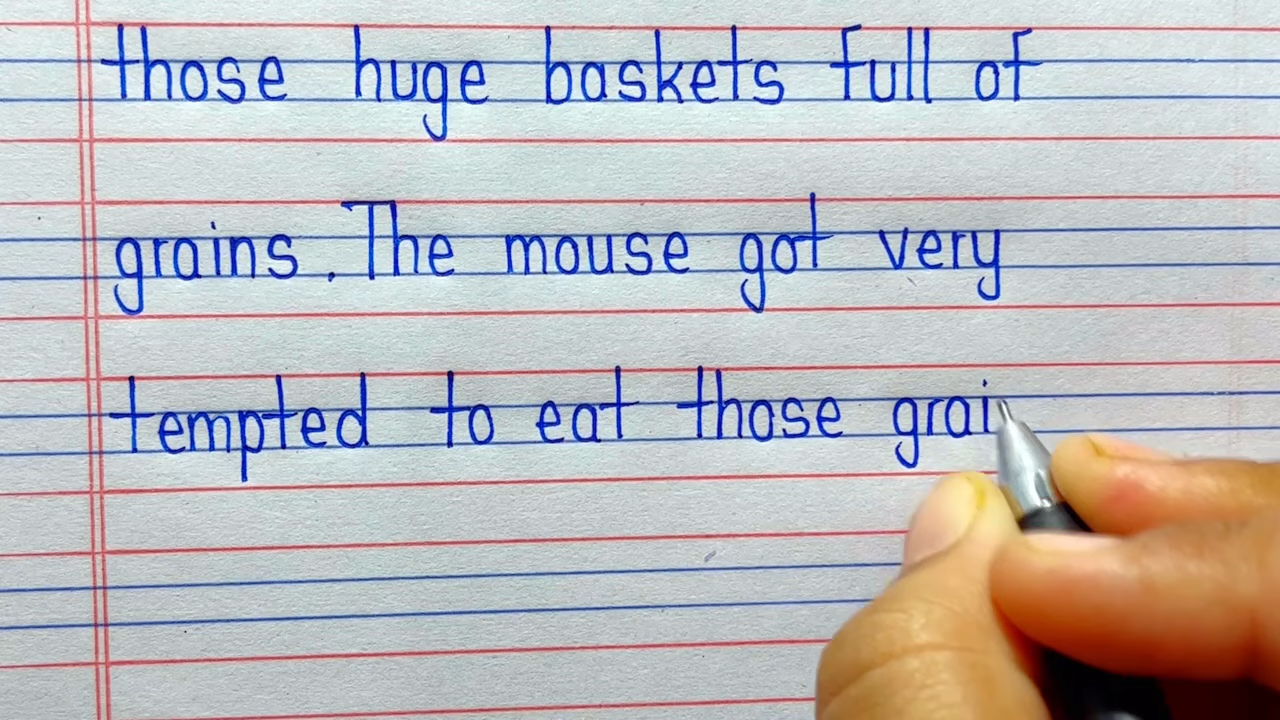 those huge baskets full of
grains. The mouse got very
tempted to eat those grai